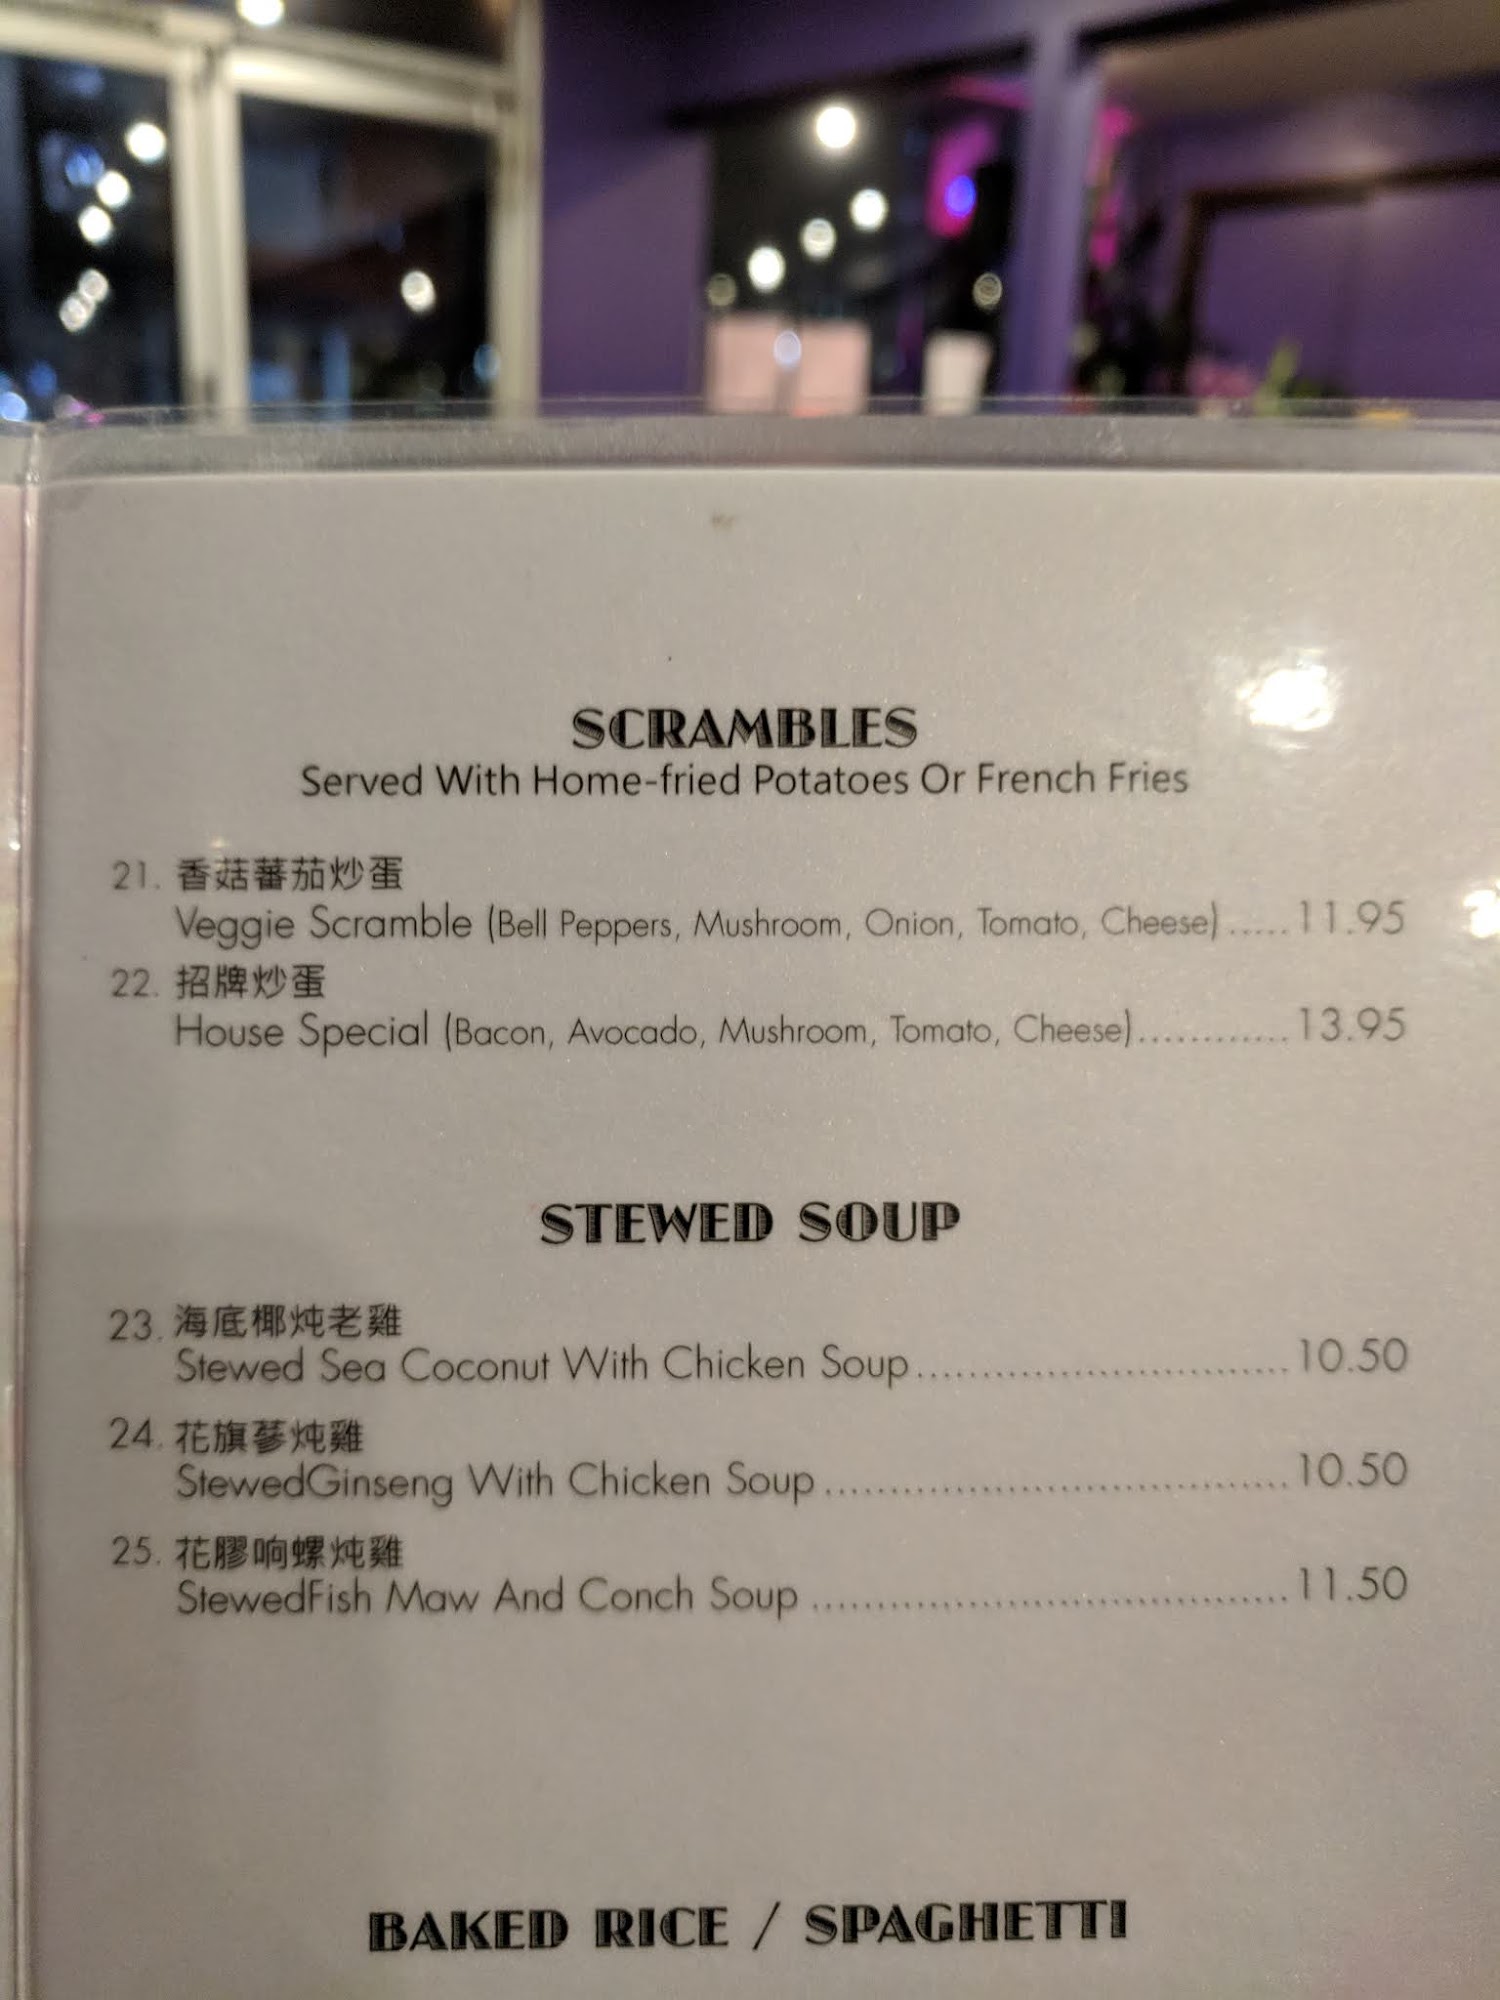 SCRAMBLES
Served With Home-fried Potatoes Or French Fries
21. 香菇蕃茄炒蛋
Veggie Scramble (Bell Peppers, Mushroom, Onion, Tomato, Cheese).....11.95
22. 招牌炒蛋
House Special (Bacon, Avocado, Mushroom, Tomato, Cheese)............13.95
STEWED SOUP
23. 海底椰炖老雞
Stewed Sea Coconut With Chicken Soup.............................10.50
24. 花旗蔘炖雞
StewedGinseng With Chicken Soup....................................10.50
25. 花膠响螺炖雞
StewedFish Maw And Conch Soup.....................................11.50
BAKED RICE / SPAGHETTI